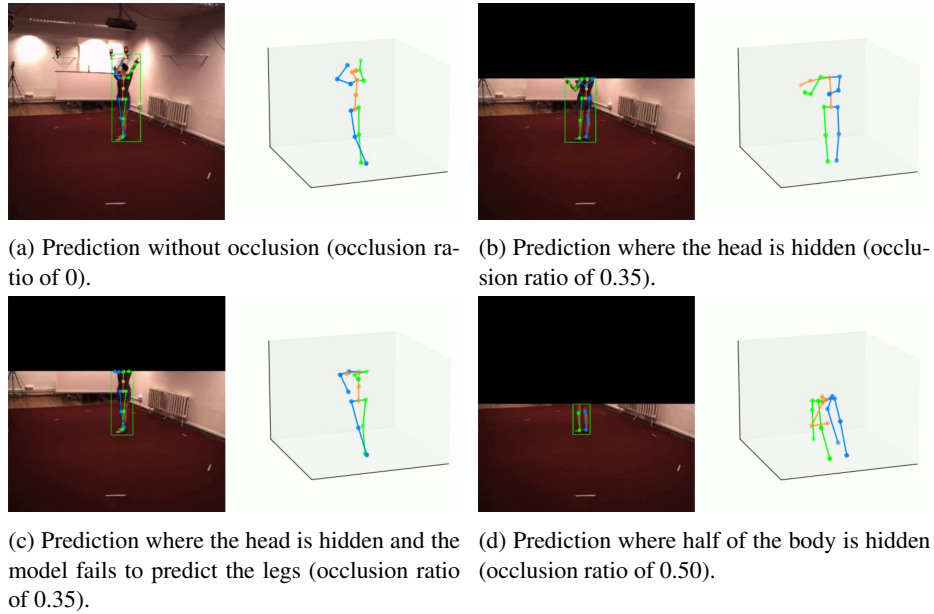 (a) Prediction without occlusion (occlusion ra-
tio of 0).
(b) Prediction where the head is hidden (occlu-
sion ratio of 0.35).
(c) Prediction where the head is hidden and the
model fails to predict the legs (occlusion ratio
of 0.35).
(d) Prediction where half of the body is hidden
(occlusion ratio of 0.50).